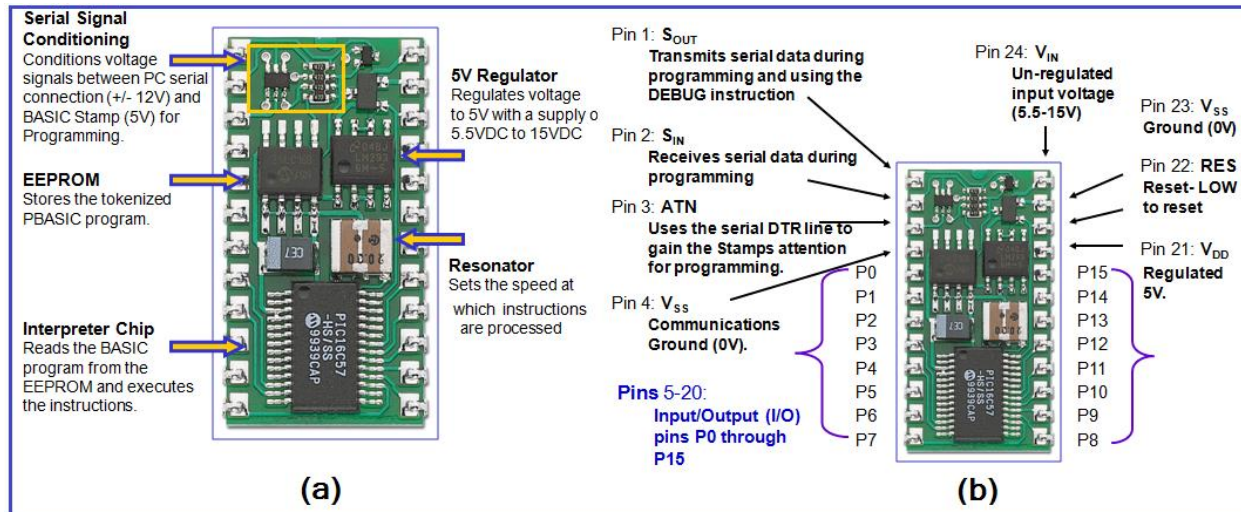 Serial Signal
Conditioning
Conditions voltage
signals between PC serial
connection (+/- 12V) and
BASIC Stamp (5V) for
Programming.
EEPROM
Stores the tokenized
PBASIC program.
Interpreter Chip
Reads the BASIC
program from the
EEPROM and executes
the instructions.
5V Regulator
Regulates voltage
to 5V with a supply o
5.5VDC to 15VDC
Resonator
Sets the speed at
which instructions
are processed
PIC16C57
-HS/SS
9939CAP
(a)
Pin 1: SOUT
Transmits serial data during
programming and using the
DEBUG instruction
Pin 2: SIN
Receives serial data during
programming
Pin 3: ATN
Uses the serial DTR line to
gain the Stamps attention
for programming.
Pin 4: VSS
Communications
Ground (0V).
Pins 5-20:
Input/Output (I/O)
pins P0 through
P15
P0
P1
P2
P3
P4
P5
P6
P7
Pin 24: VIN
Un-regulated
input voltage
(5.5-15V)
Pin 23: VSS
Ground (0V)
Pin 22: RES
Reset- LOW
to reset
Pin 21: VDD
Regulated
5V.
P15
P14
P13
P12
P11
P10
P9
P8
PIC16C57
-HS/SS
9939CAP
(b)